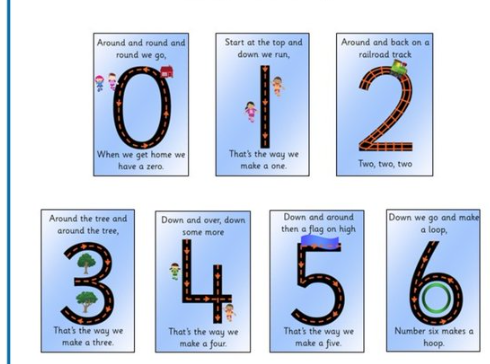 Around and round and
round we go,
0
When we get home we
have a zero.
Start at the top and
down we run,
1
That's the way we
make a one.
Around and back on a
railroad track
2
Two, two, two
Around the tree and
around the tree,
3
That's the way we
make a three.
Down and over, down
some more
4
That's the way we
make a four.
Down and around
then a flag on high
5
That's the way we
make a five.
Down we go and make
a loop,
6
Number six makes a
hoop.